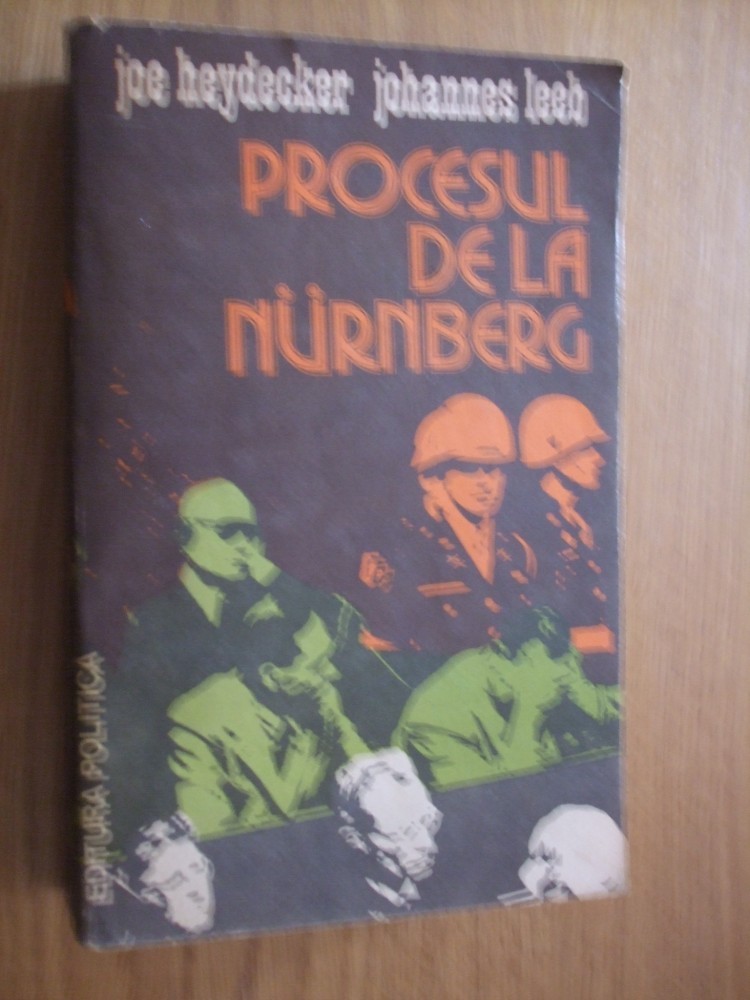 joe heydecker johannes leeb
PROCESUL
DE LA
NÜRNBERG
EDITURA POLITICA